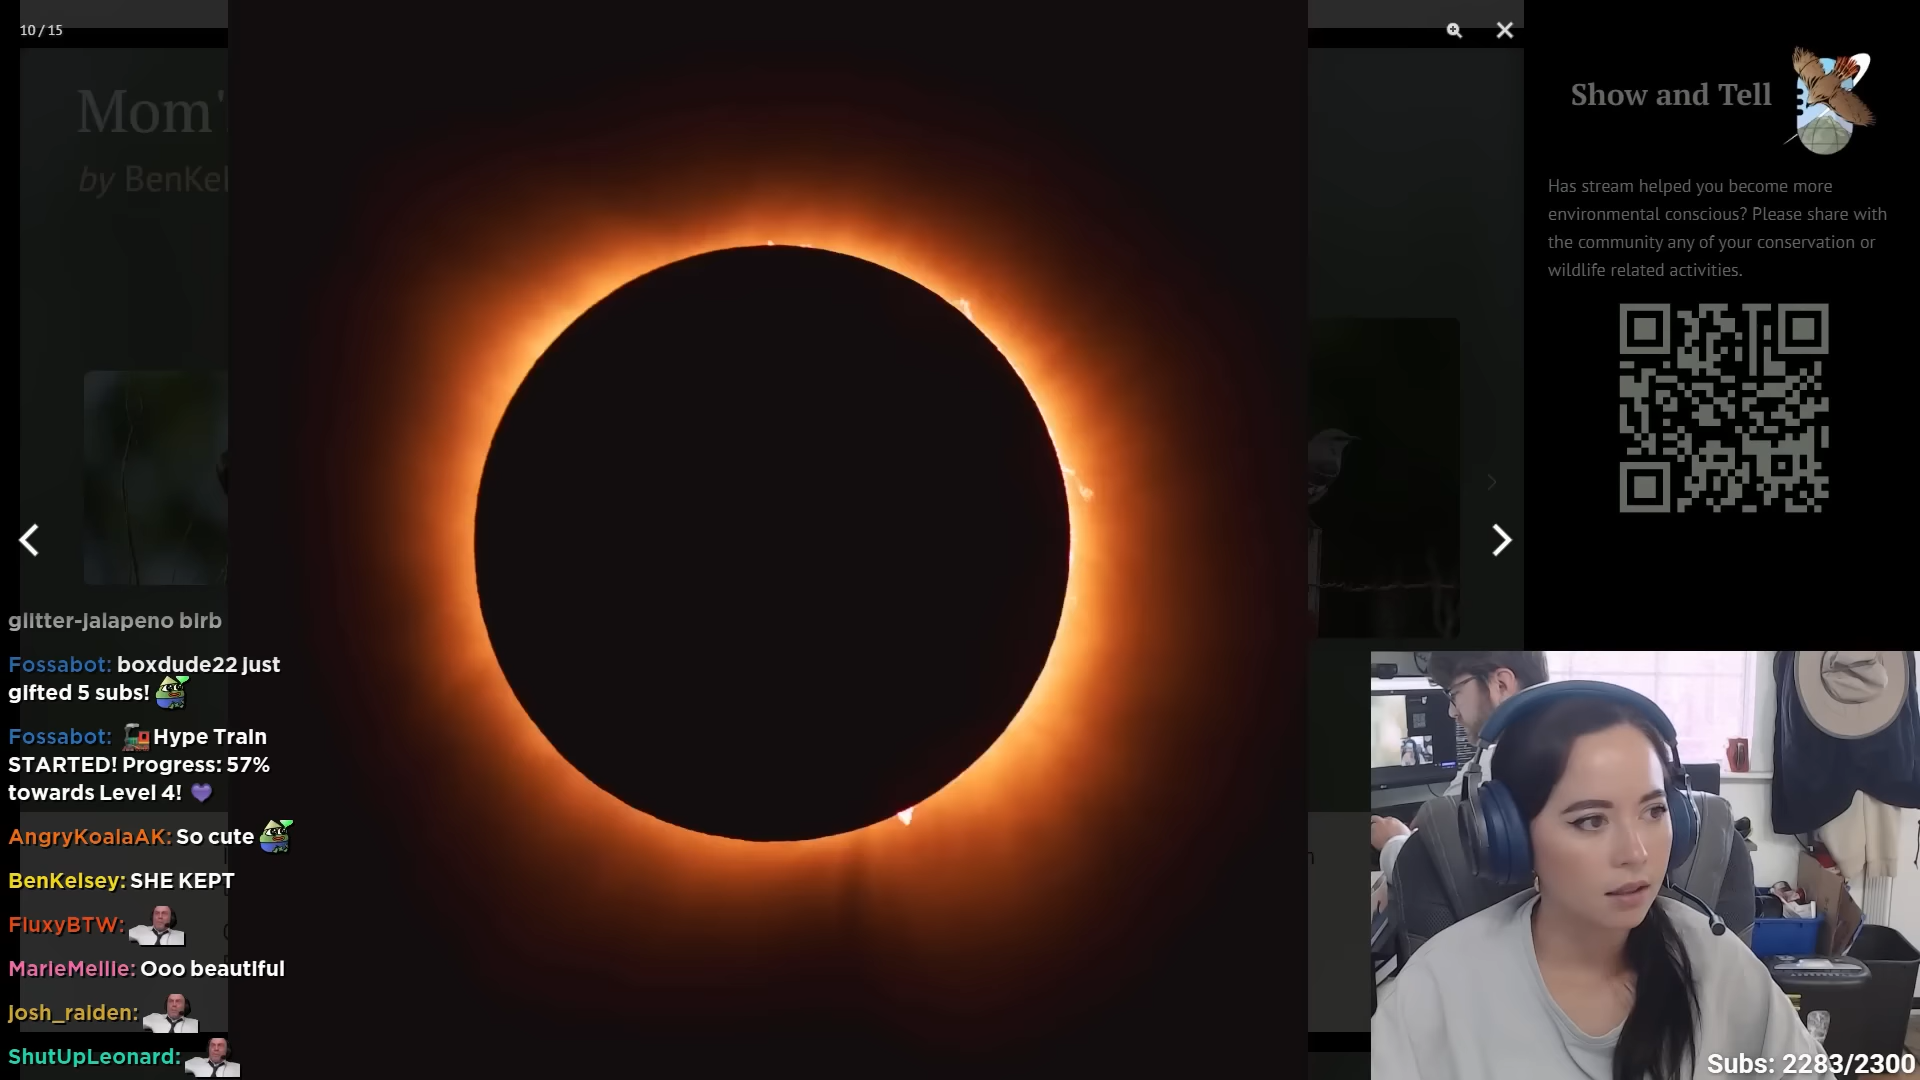 10 / 15
Mom'
by BenKel
Show and Tell
Has stream helped you become more
environmental conscious? Please share with
the community any of your conservation or
wildlife related activities.
glitter-jalapeno birb
Fossabot: boxdude22 just
gifted 5 subs!
Fossabot: Hype Train
STARTED! Progress: 57%
towards Level 4!
AngryKoalaAK: So cute
BenKelsey: SHE KEPT
FluxyBTW:
MarieMellie: Ooo beautiful
Josh_raiden:
ShutUpLeonard:
Subs: 2283/2300